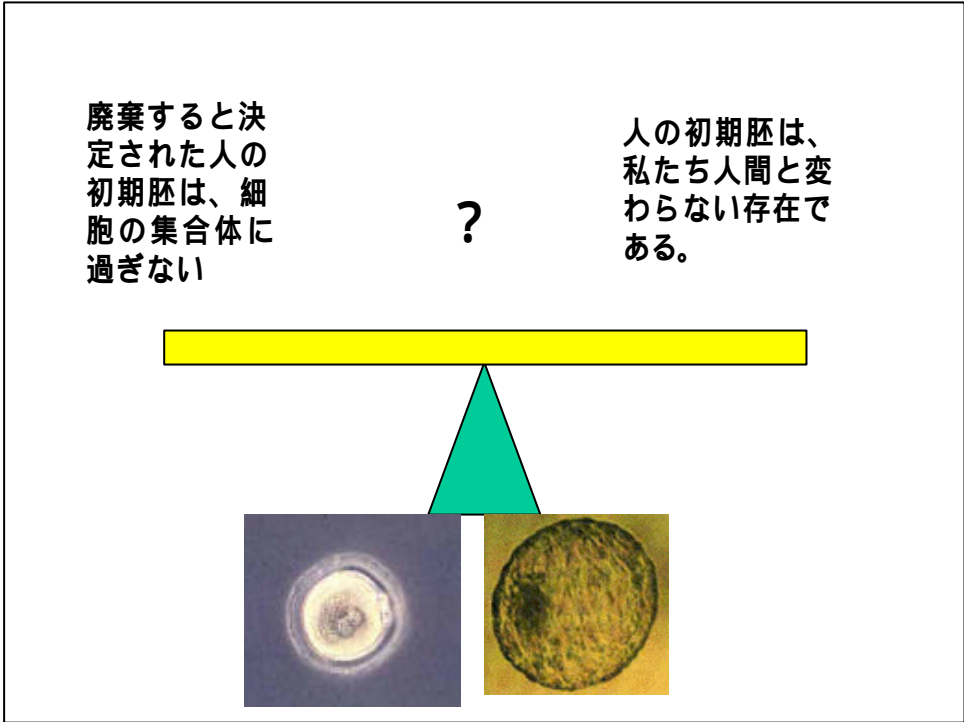 廃棄すると決
定された人の
初期胚は、細
胞の集合体に
過ぎない
?
人の初期胚は、
私たち人間と変
わらない存在で
ある。